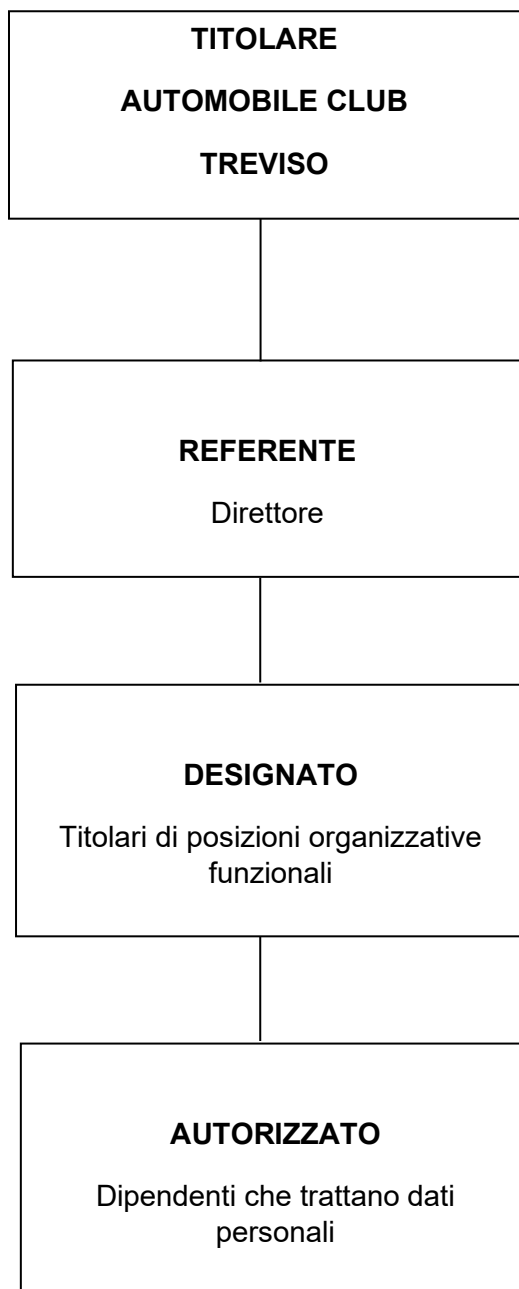 TITOLARE
AUTOMOBILE CLUB
TREVISO
REFERENTE
Direttore
DESIGNATO
Titolari di posizioni organizzative
funzionali
AUTORIZZATO
Dipendenti che trattano dati
personali